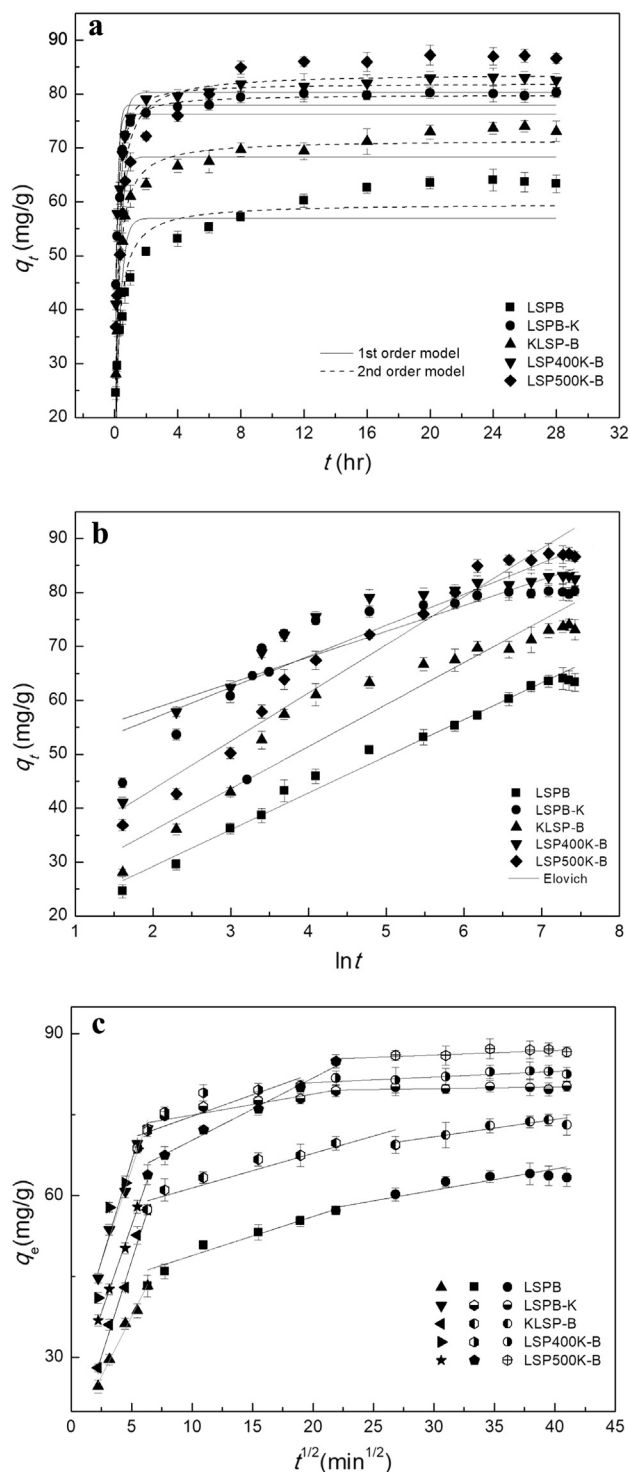 a
100
90
80
70
60
50
40
30
20
q_t (mg/g)
LSPB
LSPB-K
KLSP-B
LSP400K-B
LSP500K-B
1st order model
2nd order model
0 4 8 12 16 20 24 28 32
t (hr)
b
90
80
70
60
50
40
30
20
q_t (mg/g)
LSPB
LSPB-K
KLSP-B
LSP400K-B
LSP500K-B
Elovich
1 2 3 4 5 6 7 8
ln t
c
90
60
30
q_e (mg/g)
LSPB
LSPB-K
KLSP-B
LSP400K-B
LSP500K-B
0 5 10 15 20 25 30 35 40 45
t^1/2 (min^1/2)